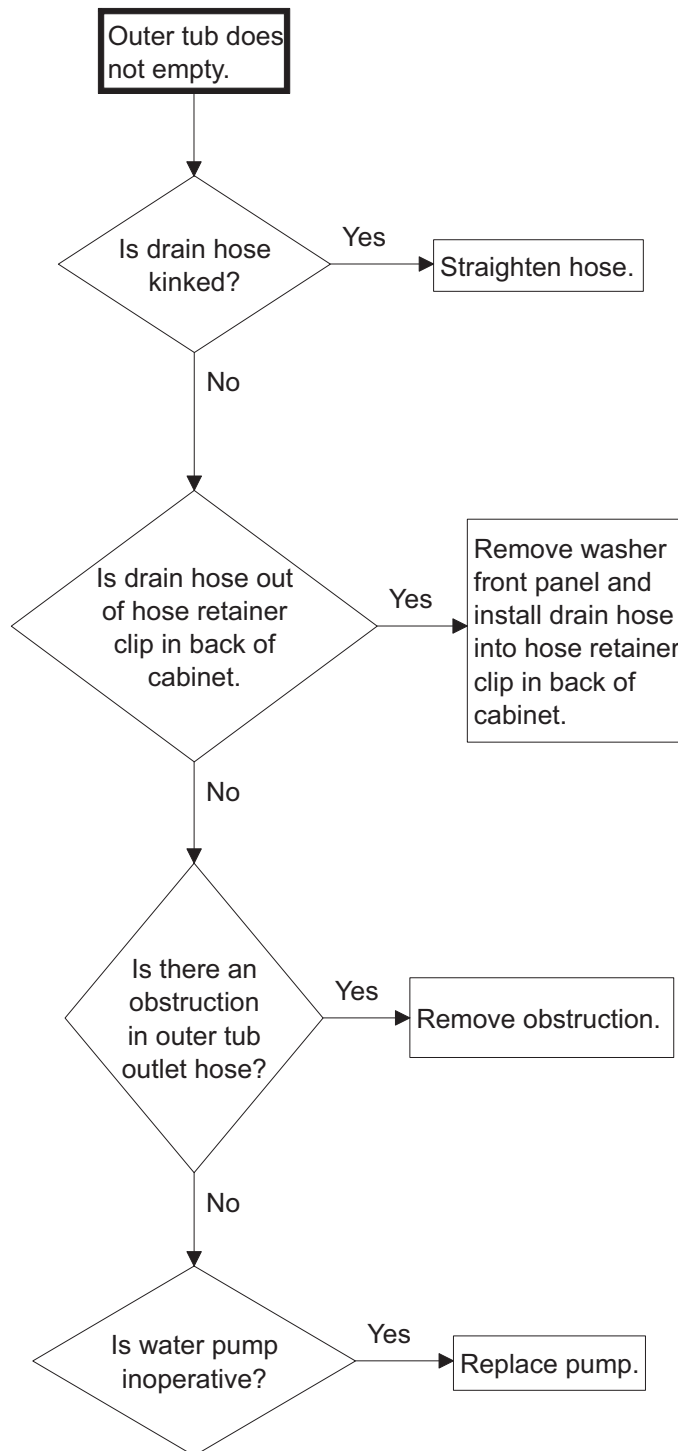 Outer tub does
not empty.
Is drain hose
kinked?
Yes
Straighten hose.
No
Is drain hose out
of hose retainer
clip in back of
cabinet.
Yes
Remove washer
front panel and
install drain hose
into hose retainer
clip in back of
cabinet.
No
Is there an
obstruction
in outer tub
outlet hose?
Yes
Remove obstruction.
No
Is water pump
inoperative?
Yes
Replace pump.